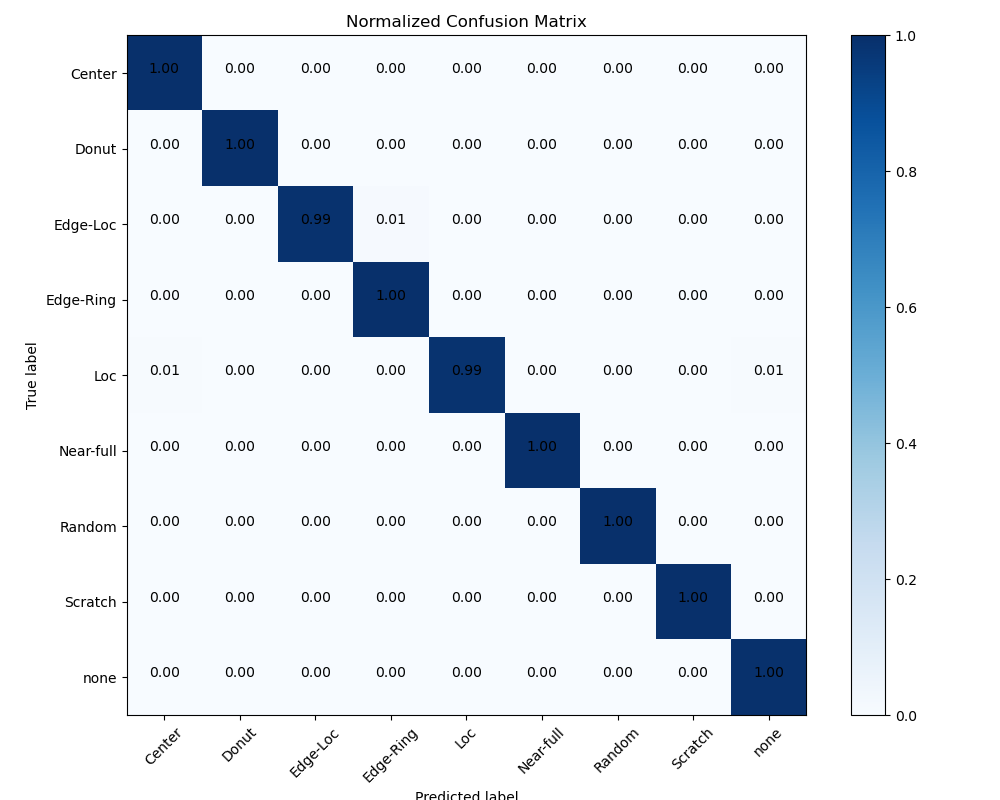 Normalized Confusion Matrix
Center 1.00 0.00 0.00 0.00 0.00 0.00 0.00 0.00 0.00
Donut 0.00 1.00 0.00 0.00 0.00 0.00 0.00 0.00 0.00
Edge-Loc 0.00 0.00 0.99 0.01 0.00 0.00 0.00 0.00 0.00
Edge-Ring 0.00 0.00 0.00 1.00 0.00 0.00 0.00 0.00 0.00
Loc 0.01 0.00 0.00 0.00 0.99 0.00 0.00 0.00 0.01
Near-full 0.00 0.00 0.00 0.00 0.00 1.00 0.00 0.00 0.00
Random 0.00 0.00 0.00 0.00 0.00 0.00 1.00 0.00 0.00
Scratch 0.00 0.00 0.00 0.00 0.00 0.00 0.00 1.00 0.00
none 0.00 0.00 0.00 0.00 0.00 0.00 0.00 0.00 1.00
True label
Center Donut Edge-Loc Edge-Ring Loc Near-full Random Scratch none
Predicted label
1.0
0.8
0.6
0.4
0.2
0.0